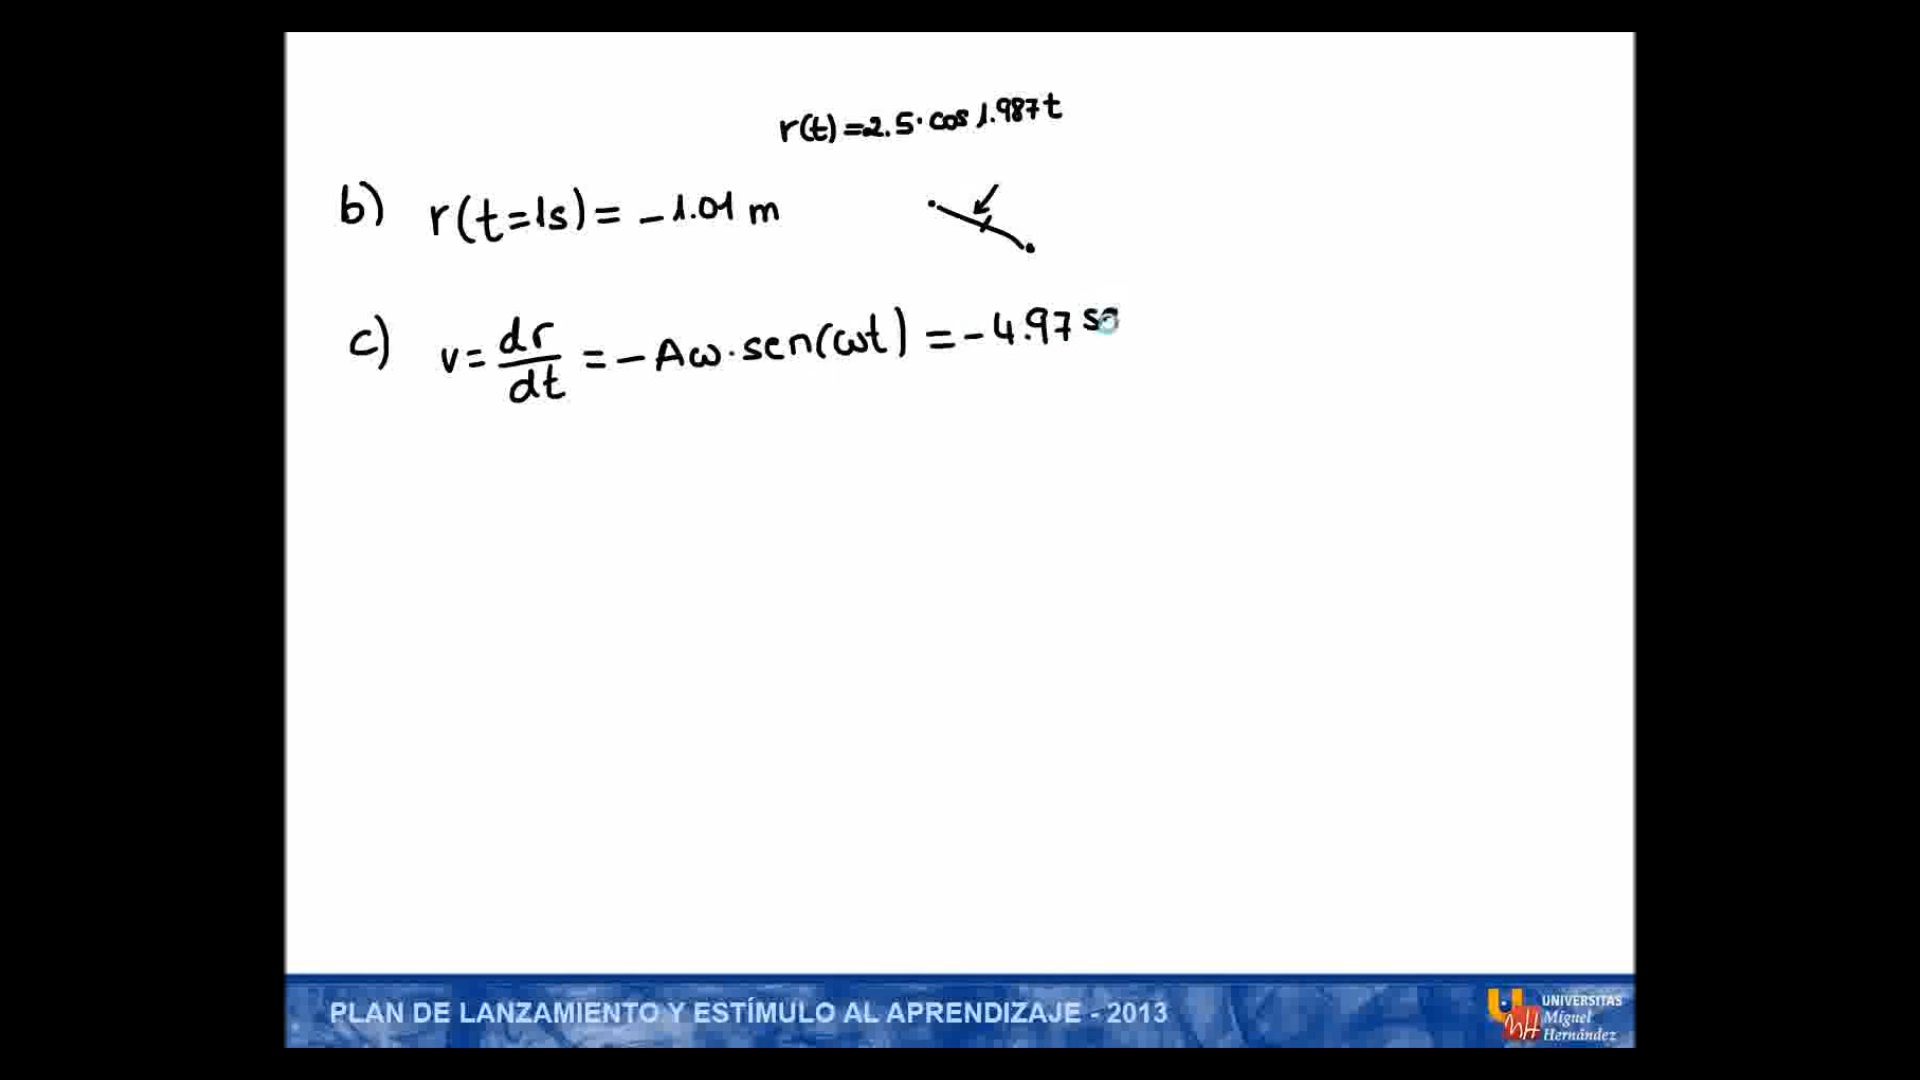 r(t)=2.5·cos 1.987t
b) r(t=1s)= -1.01 m
c) v= dr/dt = -Aω·sen(ωt) = -4.97
PLAN DE LANZAMIENTO Y ESTÍMULO AL APRENDIZAJE - 2013
UNIVERSITAS
Miguel
Hernández